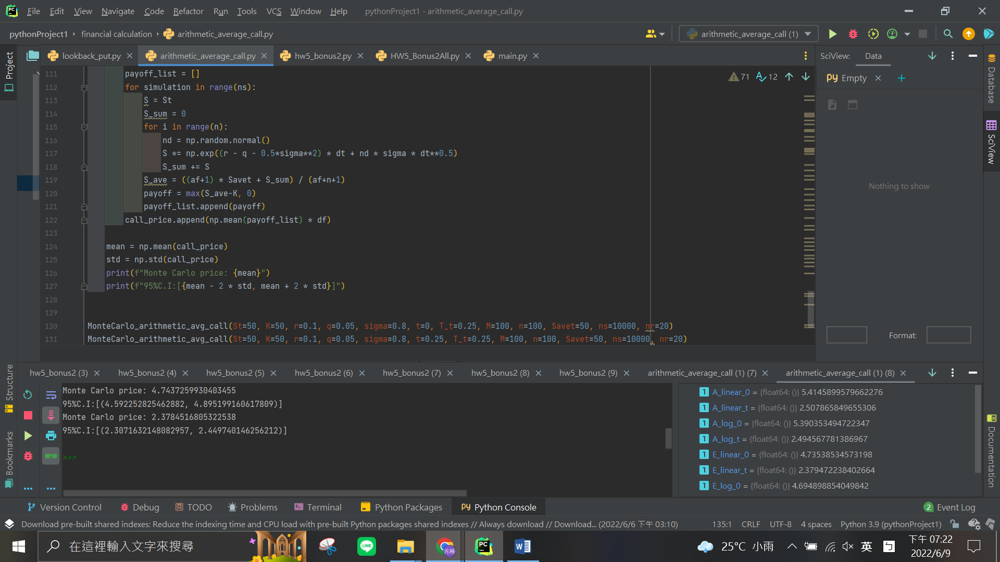 File Edit View Navigate Code Refactor Run Tools VCS Window Help pythonProject1 - arithmetic_average_call.py
pythonProject1 › financial calculation › arithmetic_average_call.py arithmetic_average_call (1)
Project
lookback_put.py arithmetic_average_call.py hw5_bonus2.py HW5_Bonus2All.py main.py
SciView: Data
Empty
71 12
111 payoff_list = []
112 for simulation in range(ns):
113 S = St
114 S_sum = 0
115 for i in range(n):
116 nd = np.random.normal()
117 S *= np.exp((r - q - 0.5*sigma**2) * dt + nd * sigma * dt**0.5)
118 S_sum += S
119 S_ave = ((af+1) * Savet + S_sum) / (af+n+1)
120 payoff = max(S_ave-K, 0)
121 payoff_list.append(payoff)
122 call_price.append(np.mean(payoff_list) * df)
123
124 mean = np.mean(call_price)
125 std = np.std(call_price)
126 print(f"Monte Carlo price: {mean}")
127 print(f"95%C.I:[{mean - 2 * std, mean + 2 * std}]")
128
129
130 MonteCarlo_arithmetic_avg_call(St=50, K=50, r=0.1, q=0.05, sigma=0.8, t=0, T_t=0.25, M=100, n=100, Savet=50, ns=10000, nr=20)
131 MonteCarlo_arithmetic_avg_call(St=50, K=50, r=0.1, q=0.05, sigma=0.8, t=0.25, T_t=0.25, M=100, n=100, Savet=50, ns=10000, nr=20)
Nothing to show
Format:
Database
SciView
Documentation
Structure
Bookmarks
hw5_bonus2 (3) hw5_bonus2 (4) hw5_bonus2 (5) hw5_bonus2 (6) hw5_bonus2 (7) hw5_bonus2 (8) hw5_bonus2 (9) arithmetic_average_call (1) (7) arithmetic_average_call (1) (8)
Monte Carlo price: 4.7437259930403455
95%C.I:[(4.592252825462882, 4.895199160617809)]
Monte Carlo price: 2.3784516805322538
95%C.I:[(2.3071632148082957, 2.449740146256212)]
>>>
A_linear_0 = {float64: ()} 5.4145899579662276
A_linear_t = {float64: ()} 2.507865849655306
A_log_0 = {float64: ()} 5.390353494722347
A_log_t = {float64: ()} 2.494567781386967
E_linear_0 = {float64: ()} 4.73538534573198
E_linear_t = {float64: ()} 2.379472238402664
E_log_0 = {float64: ()} 4.694898854049842
Version Control Debug TODO Problems Terminal Python Packages Python Console 2 Event Log
Download pre-built shared indexes: Reduce the indexing time and CPU load with pre-built Python packages shared indexes // Always download // Download... (2022/6/6 下午 03:10) 135:1 CRLF UTF-8 4 spaces Python 3.9 (pythonProject1)
在這裡輸入文字來搜尋
25°C 小雨 英 ㄅ
下午 07:22
2022/6/9